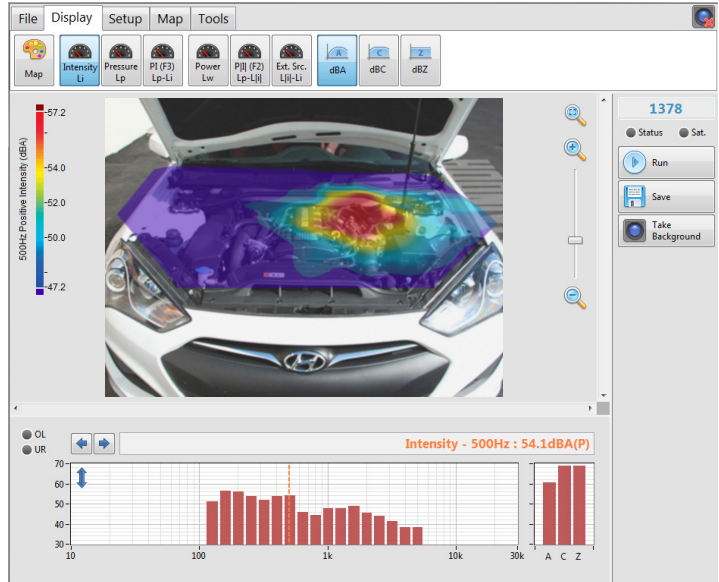 File Display Setup Map Tools
Map
Intensity
Li
Pressure
Lp
PI (F3)
Lp-Li
Power
Lw
P|I| (F2)
Lp-L|i|
Ext. Src.
L|i|-Li
A
dBA
C
dBC
Z
dBZ
500Hz Positive Intensity (dBA)
57.2
54.0
52.0
50.0
47.2
1378
Status Sat.
Run
Save
Take
Background
OL
UR
Intensity - 500Hz : 54.1dBA(P)
70
60
50
40
30
10 100 1k 10k 30k
A C Z